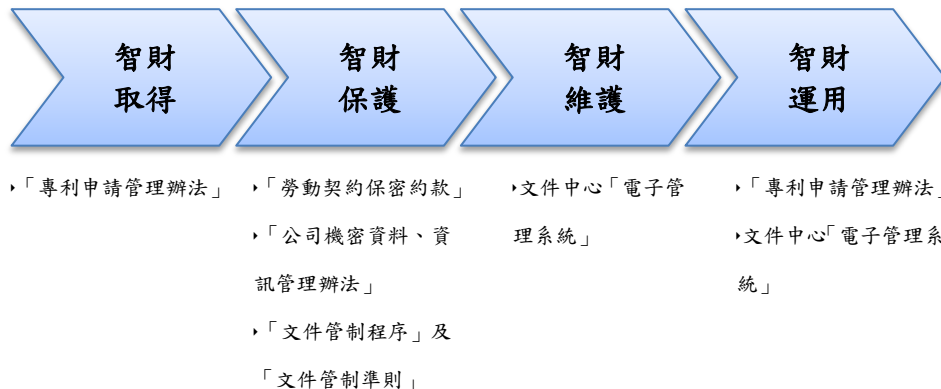 智財
取得
智財
保護
智財
維護
智財
運用
‣「專利申請管理辦法」
‣「勞動契約保密約款」
‣「公司機密資料、資
訊管理辦法」
‣「文件管制程序」及
「文件管制準則」
‣文件中心「電子管
理系統」
‣「專利申請管理辦法」
‣文件中心「電子管理系
統」